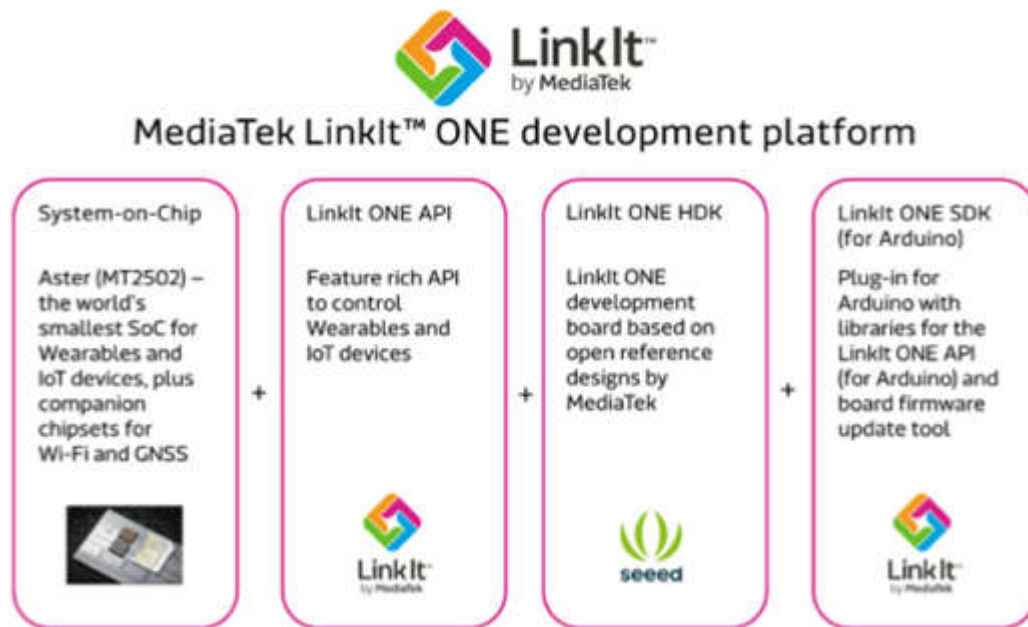 LinkIt™
by MediaTek
MediaTek LinkIt™ ONE development platform
System-on-Chip
Aster (MT2502) –
the world's
smallest SoC for
Wearables and
IoT devices, plus
companion
chipsets for
Wi-Fi and GNSS
+
LinkIt ONE API
Feature rich API
to control
Wearables and
IoT devices
LinkIt™
by MediaTek
+
LinkIt ONE HDK
LinkIt ONE
development
board based on
open reference
designs by
MediaTek
seeed
+
LinkIt ONE SDK
(for Arduino)
Plug-in for
Arduino with
libraries for the
LinkIt ONE API
(for Arduino) and
board firmware
update tool
LinkIt™
by MediaTek